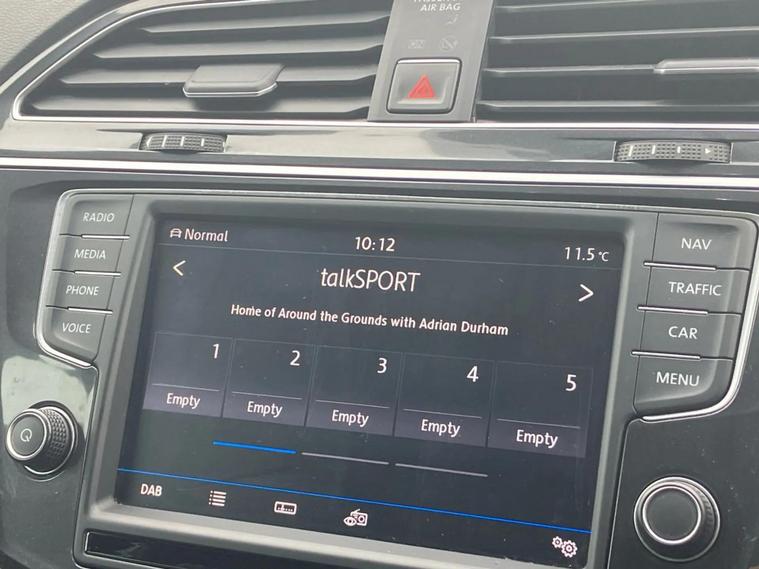 AIR BAG
RADIO
MEDIA
PHONE
VOICE
Normal
10:12
11.5°C
<
talkSPORT
>
Home of Around the Grounds with Adrian Durham
1
2
3
4
5
Empty
Empty
Empty
Empty
Empty
DAB
NAV
TRAFFIC
CAR
MENU